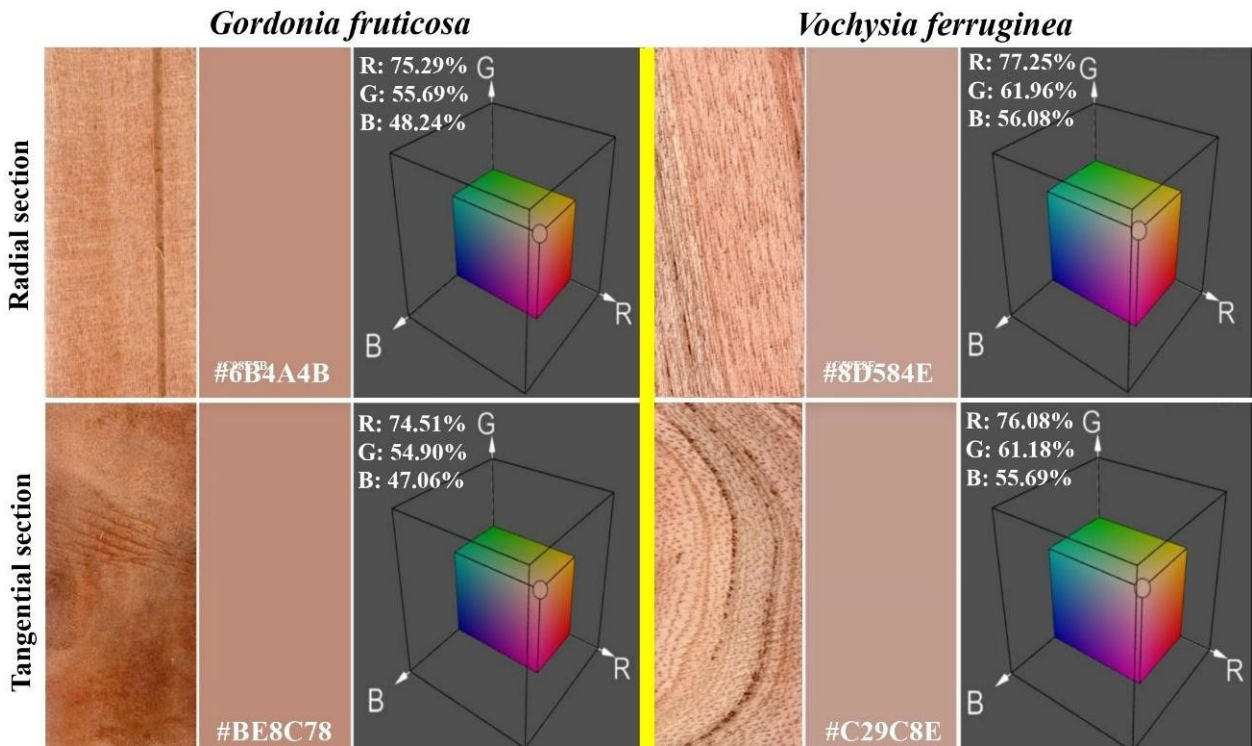 Gordonia fruticosa
Vochysia ferruginea
Radial section
R: 75.29%
G: 55.69%
B: 48.24%
G
R
B
#6B4A4B
R: 77.25%
G: 61.96%
B: 56.08%
G
R
B
#8D584E
Tangential section
R: 74.51%
G: 54.90%
B: 47.06%
G
R
B
#BE8C78
R: 76.08%
G: 61.18%
B: 55.69%
G
R
B
#C29C8E